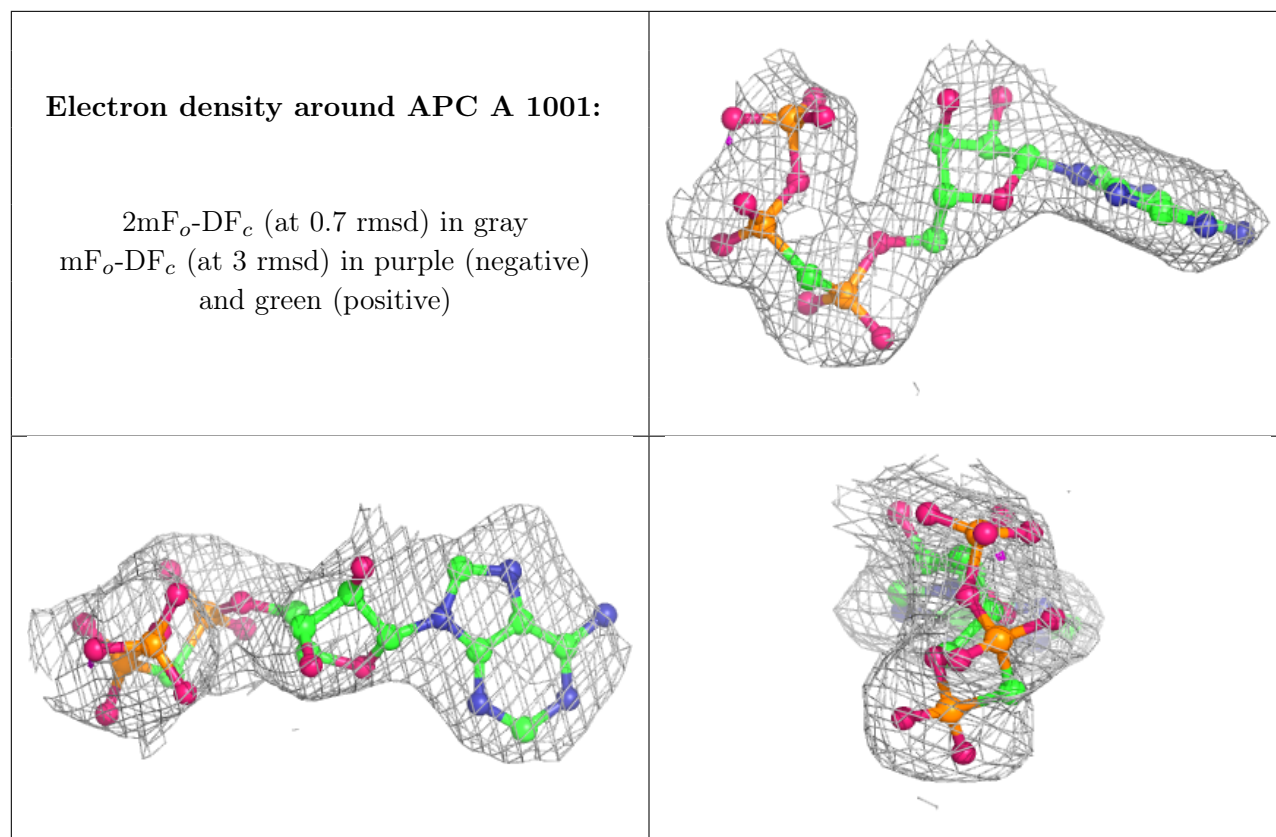 Electron density around APC A 1001:
2mFo-DFc (at 0.7 rmsd) in gray
mFo-DFc (at 3 rmsd) in purple (negative)
and green (positive)